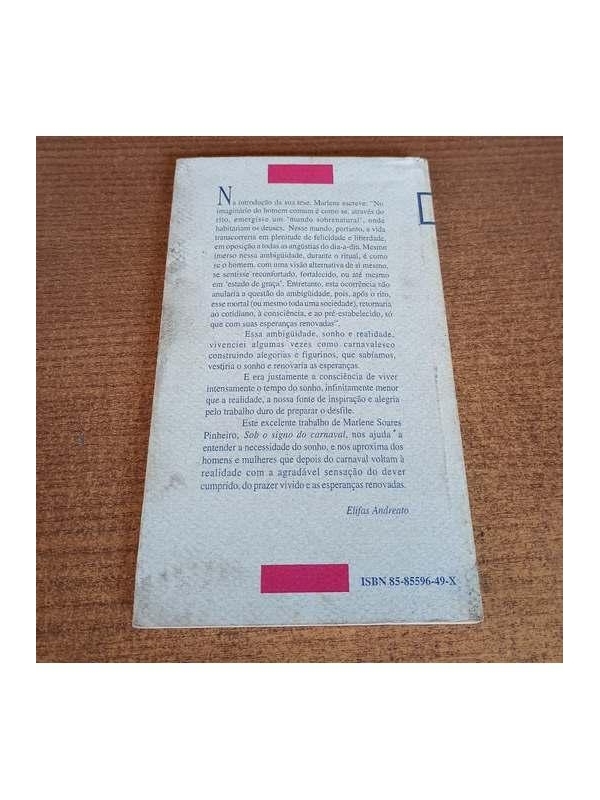 Na introdução da sua tese, Marlene escreve: "No
imaginário do homem comum é como se, através do
rito, emergisse um 'mundo sobrenatural', onde
habitariam os deuses. Nesse mundo, portanto, a vida
transcorreria em plenitude de felicidade e liberdade,
em oposição a todas as angústias do dia-a-dia. Mesmo
imerso nessa ambigüidade, durante o ritual, é como
se o homem, com uma visão alternativa de si mesmo,
se sentisse reconfortado, fortalecido, ou até mesmo
em 'estado de graça'. Entretanto, esta ocorrência não
anularia a questão da ambigüidade, pois, após o rito,
esse mortal (ou mesmo toda uma sociedade), retornaria
ao cotidiano, à consciência, e ao pré-estabelecido, só
que com suas esperanças renovadas".
Essa ambigüidade, sonho e realidade,
vivenciei algumas vezes como carnavalesco
construindo alegorias e figurinos, que sabíamos,
vestiria o sonho e renovaria as esperanças.
E era justamente a consciência de viver
intensamente o tempo do sonho, infinitamente menor
que a realidade, a nossa fonte de inspiração e alegria
pelo trabalho duro de preparar o desfile.
Este excelente trabalho de Marlene Soares
Pinheiro, Sob o signo do carnaval, nos ajuda a
entender a necessidade do sonho, e nos aproxima dos
homens e mulheres que depois do carnaval voltam à
realidade com a agradável sensação do dever
cumprido, do prazer vivido e as esperanças renovadas.
Elifas Andreato
ISBN 85-85596-49-X